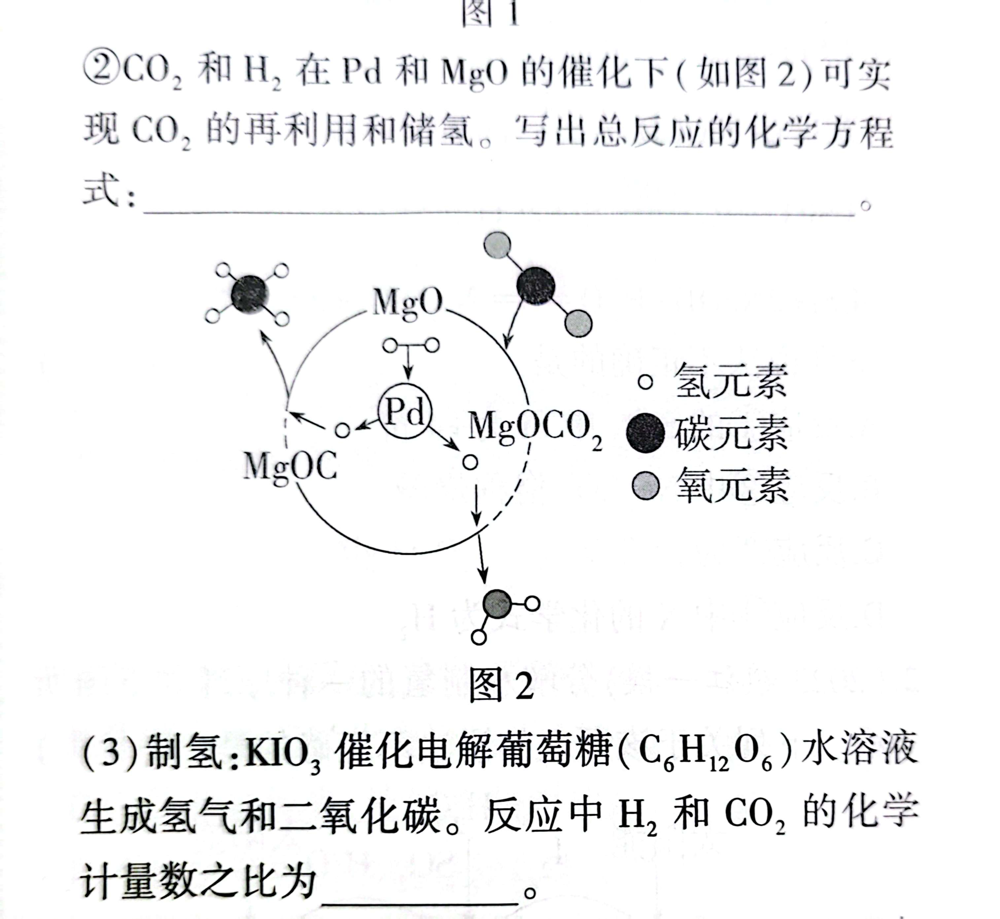 图 1
②CO₂ 和 H₂ 在 Pd 和 MgO 的催化下(如图 2)可实
现 CO₂ 的再利用和储氢。写出总反应的化学方程
式:____________________。
MgO
Pd
MgOCO₂
MgOC
氢元素
碳元素
氧元素
图 2
(3)制氢:KIO₃ 催化电解葡萄糖(C₆H₁₂O₆)水溶液
生成氢气和二氧化碳。反应中 H₂ 和 CO₂ 的化学
计量数之比为__________。